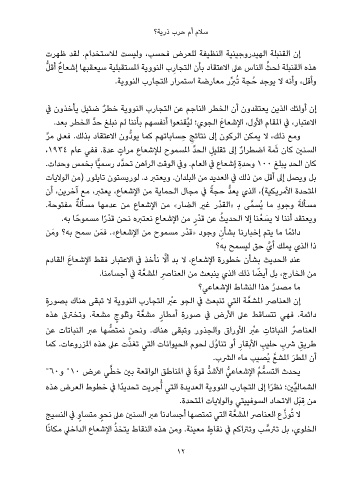 سلام أم حرب ذرية؟
إن القنبلة الهيدروجينية النظيفة للعرض فحسب، وليست للاستخدام. لقد ظهرت
هذه القنبلة لحثِّ الناس على الاعتقاد بأن التجارب النووية المستقبلية سيعقبها إشعاعٌ أقلُّ
وأقل، وأنه لا يوجد حُجة تُبرِّر معارضة استمرار التجارب النووية.
إن أولئك الذين يعتقدون أن الخطر الناجم عن التجارب النووية خطرٌ ضئيل يأخذون في
الاعتبار، في المقام الأول، الإشعاعَ الجوي؛ ليُقنعوا أنفسهم بأننا لم نبلغ حدَّ الخطر بعد.
ومع ذلك، لا يمكن الركون إلى نتائج حساباتهم كما يودُّون الاعتقاد بذلك. فعلى مرِّ
السنين كان ثَمة اضطرارٌ إلى تقليلِ الحدِّ المسموح للإشعاع مراتٍ عدة. ففي عام ١٩٣٤،
كان الحد يبلغ ١٠٠ وحدةِ إشعاع في العام. وفي الوقت الراهن تحدَّد رسميًّا بخمس وحدات.
بل ويصل إلى أقل من ذلك في العديد من البلدان. ويعتبر د. لوريستون تايلور (من الولايات
المتحدة الأمريكية)، الذي يعدُّ حجةً في مجال الحماية من الإشعاع، يعتبر، مع آخرين، أن
مسألة وجودِ ما يُسمَّى ﺑ «القدْر غير الضار» من الإشعاع من عدمها مسألةٌ مفتوحة.
ويعتقد أننا لا يسَعُنا إلا الحديثُ عن قدْرٍ من الإشعاع نعتبره نحن قدْرًا مسموحًا به.
دائمًا ما يتم إخبارنا بشأنِ وجود «قدْر مسموح من الإشعاع». فمَن سمح به؟ ومَن
ذا الذي يملك أيَّ حق ليسمح به؟
عند الحديث بشأن خطورة الإشعاع، لا بد ألَّا نأخذ في الاعتبار فقط الإشعاعَ القادم
من الخارج، بل أيضًا ذلك الذي ينبعث من العناصر المشعَّة في أجسامنا.
ما مصدرُ هذا النشاط الإشعاعي؟
إن العناصر المشعَّة التي تنبعث في الجو عبْر التجارب النووية لا تبقى هناك بصورةٍ
دائمة. فهي تتساقط على الأرض في صورةِ أمطارٍ مشعَّة وثلوجٍ مشعة. وتخترق هذه
العناصرُ النباتاتِ عبْر الأوراق والجذور وتبقى هناك. ونحن نمتصُّها عبر النباتات عن
طريقِ شربِ حليبِ الأبقار أو تناوُلِ لحوم الحيوانات التي تغذَّت على هذه المزروعات. كما
أن المطرَ المشعَّ يُصيب ماء الشرب.
يحدث التسمُّمُ الإشعاعيُّ الأشدُّ قوةً في المناطق الواقعة بين خطَّي عرض ١٠° و٦٠°
الشماليَّين؛ نظرًا إلى التجارب النووية العديدة التي أُجريت تحديدًا في خطوط العرض هذه
من قِبَل الاتحاد السوفييتي والولايات المتحدة.
لا تُوزَّع العناصر المشعَّة التي تمتصها أجسادنا عبر السنين على نحوٍ متساوٍ في النسيج
الخلوي، بل تترسَّب وتتراكم في نقاطٍ معينة. ومن هذه النقاط يتخذُ الإشعاع الداخلي مكانًا
١٢